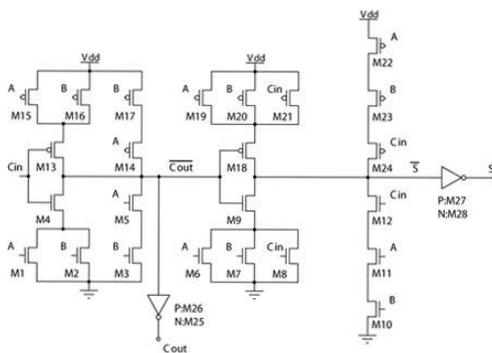 Vdd
A
M22
Vdd
Vdd
A
B
B
M15
M16
M17
A
B
Cin
M19
M20
M21
B
M23
Cin
M13
A
M14
M18
Cin
M24
Cout
S
S
M4
A
M5
M9
Cin
M12
P:M27
N:M28
A
B
B
M1
M2
M3
A
B
Cin
M6
M7
M8
A
M11
P:M26
N:M25
B
M10
Cout